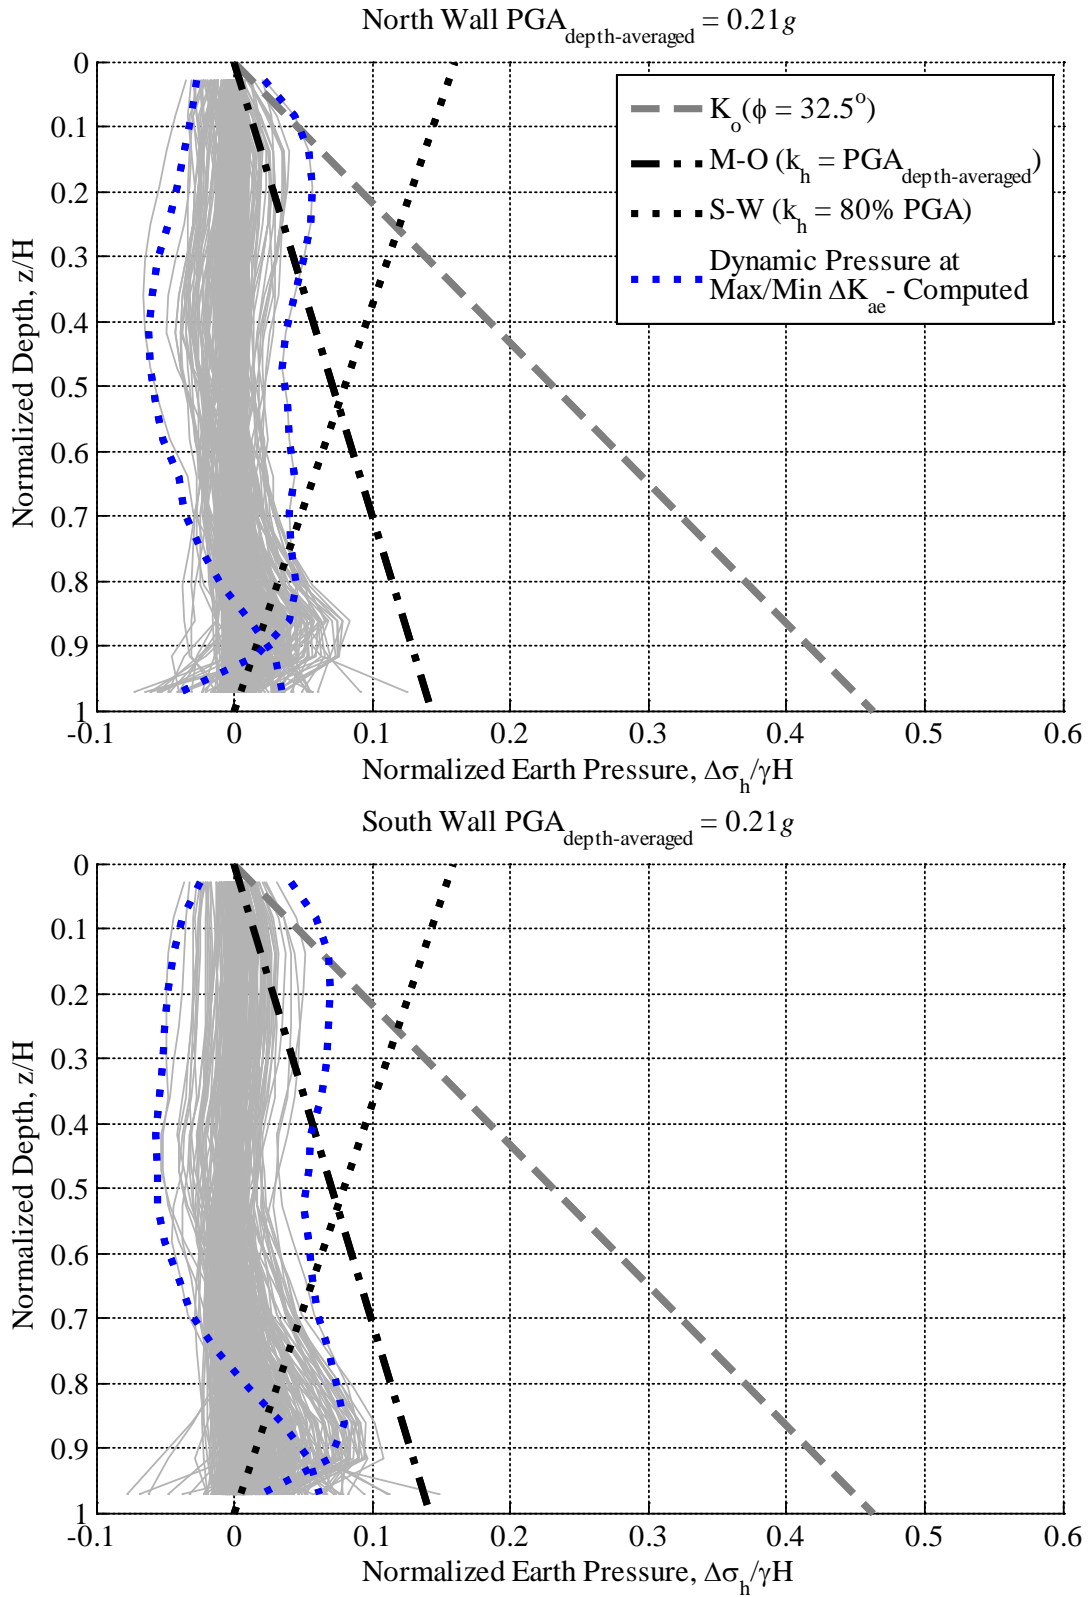 North Wall PGA_depth-averaged = 0.21g
0
0.1
0.2
0.3
0.4
0.5
0.6
0.7
0.8
0.9
1
Normalized Depth, z/H
K_o(ϕ = 32.5°)
M-O (k_h = PGA_depth-averaged)
S-W (k_h = 80% PGA)
Dynamic Pressure at
Max/Min ΔK_ae- Computed
-0.1 0 0.1 0.2 0.3 0.4 0.5 0.6
Normalized Earth Pressure, Δσ_h/γH
South Wall PGA_depth-averaged = 0.21g
0
0.1
0.2
0.3
0.4
0.5
0.6
0.7
0.8
0.9
1
Normalized Depth, z/H
-0.1 0 0.1 0.2 0.3 0.4 0.5 0.6
Normalized Earth Pressure, Δσ_h/γH